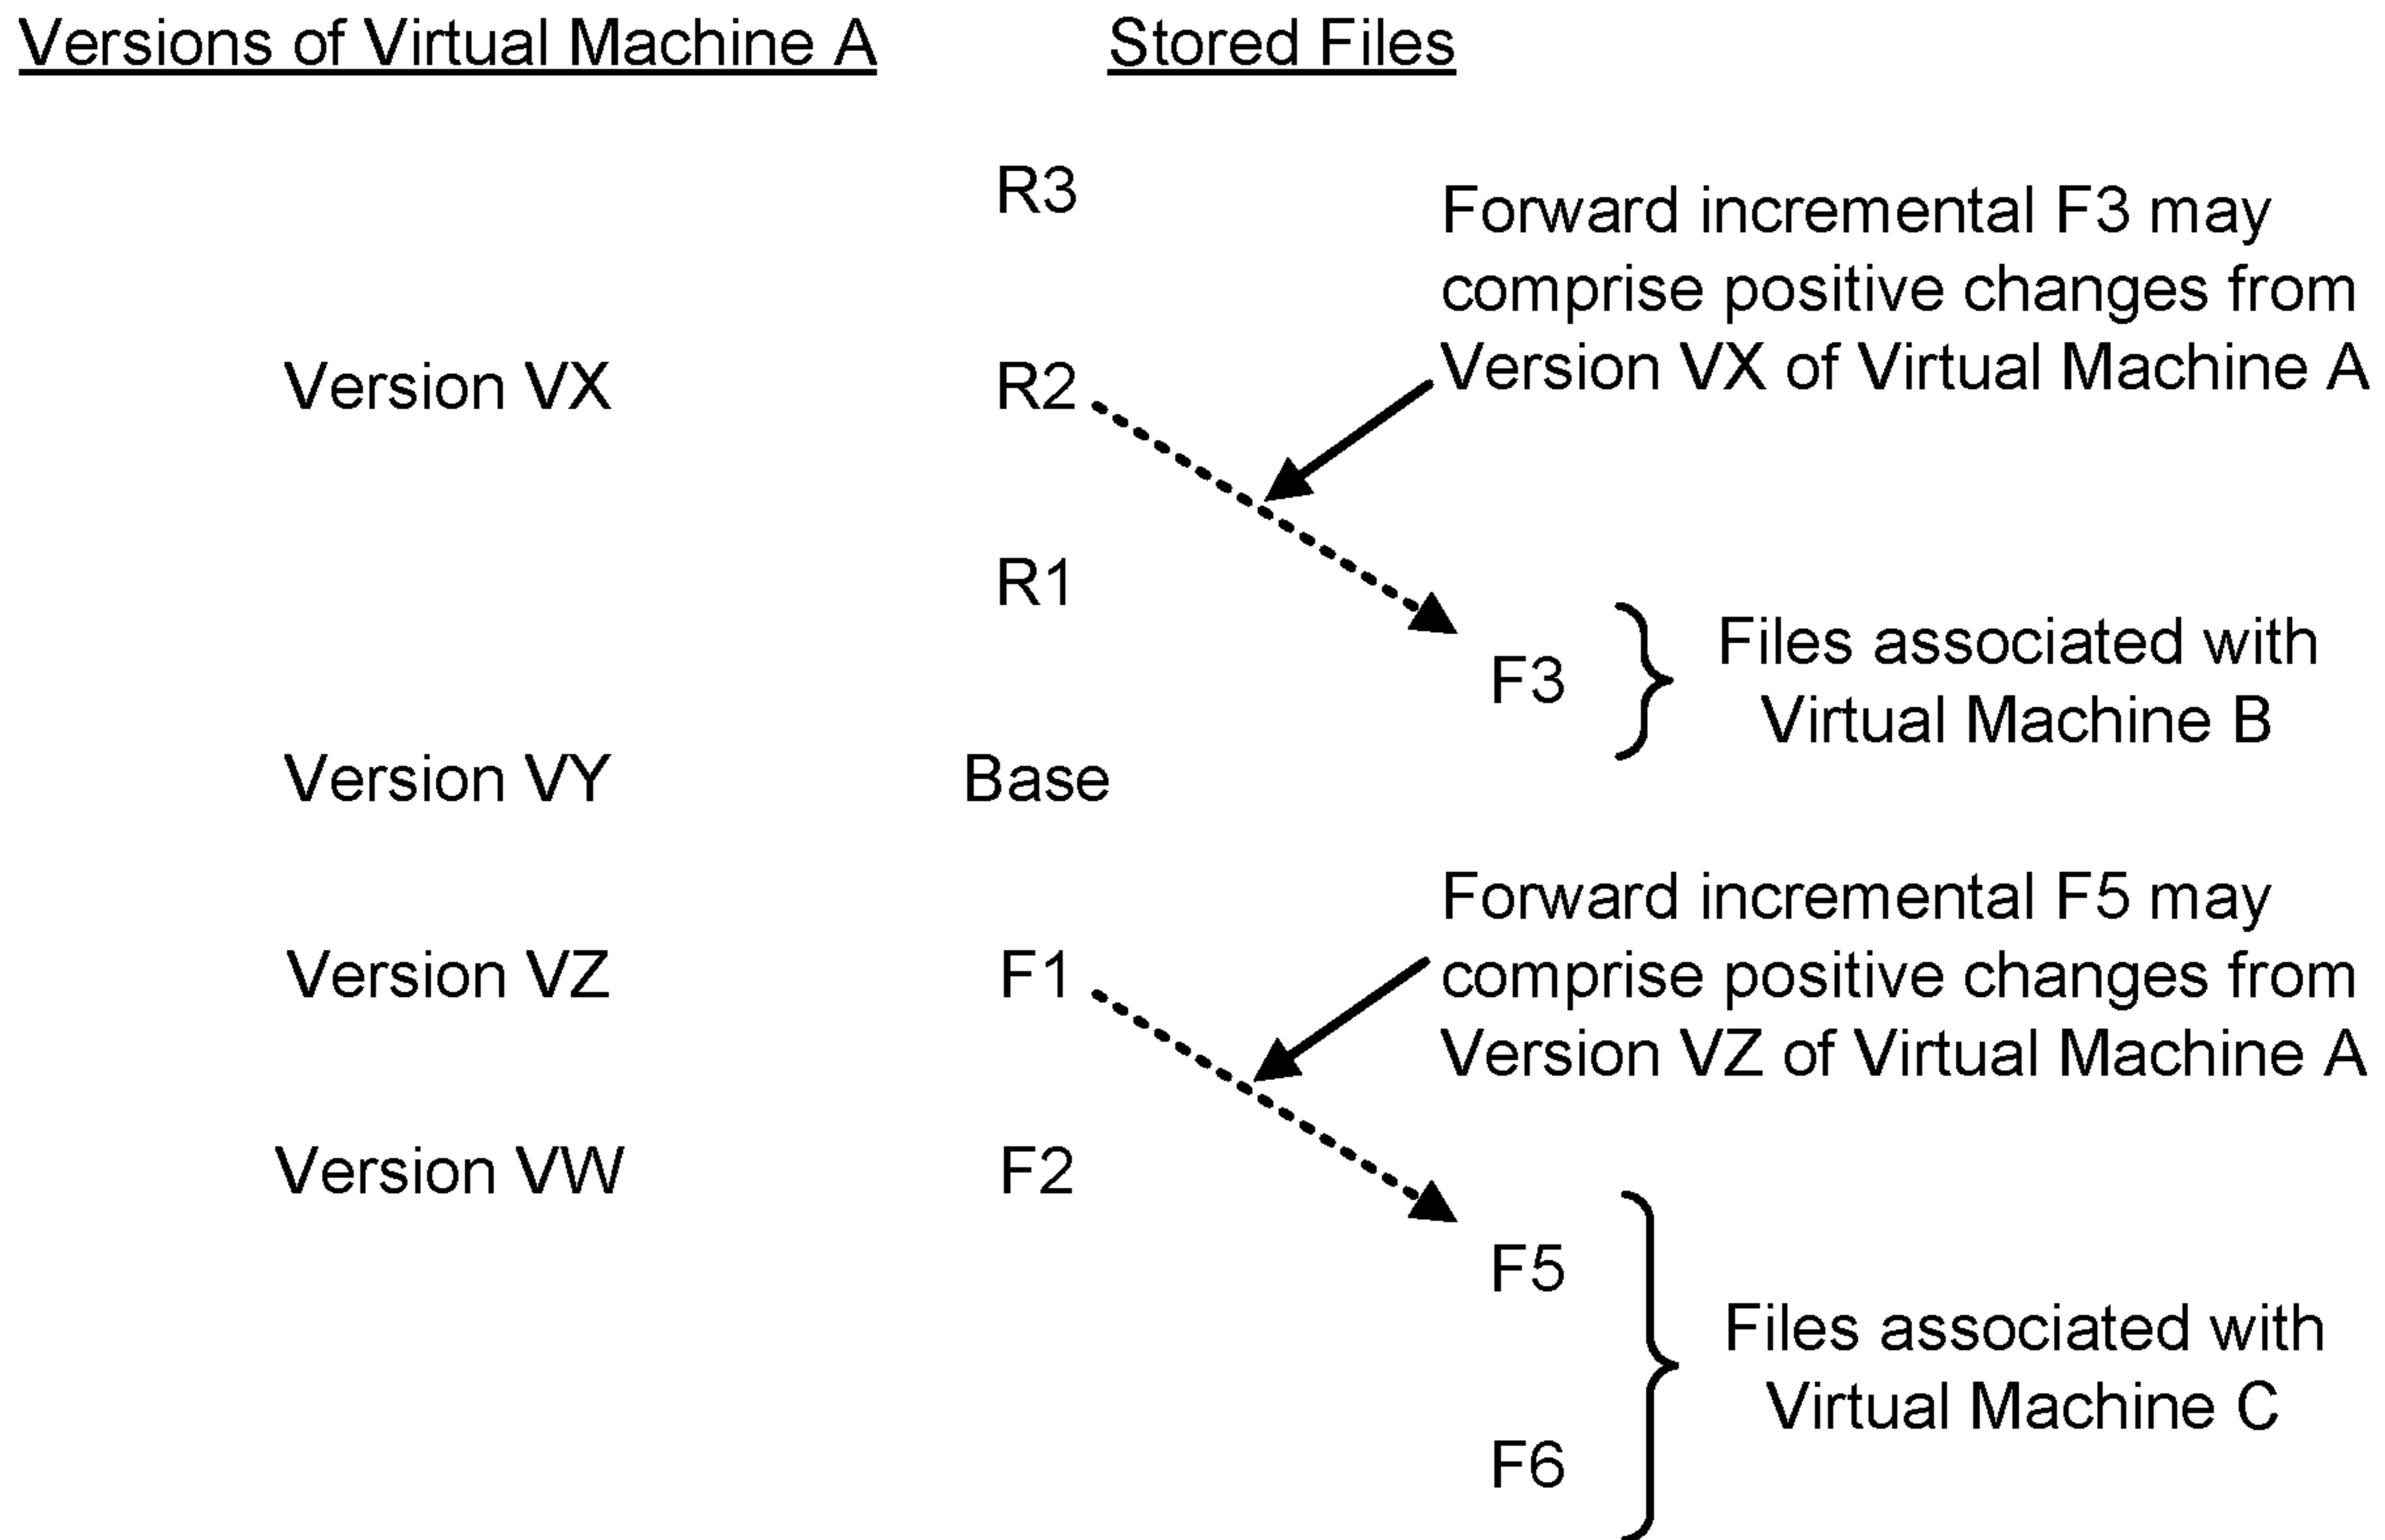 Versions of Virtual Machine A
Stored Files
R3
Forward incremental F3 may
comprise positive changes from
Version VX of Virtual Machine A
Version VX
R2
R1
Files associated with
Virtual Machine B
F3
Version VY
Base
Forward incremental F5 may
comprise positive changes from
Version VZ of Virtual Machine A
Version VZ
F1
Version VW
F2
F5
Files associated with
Virtual Machine C
F6